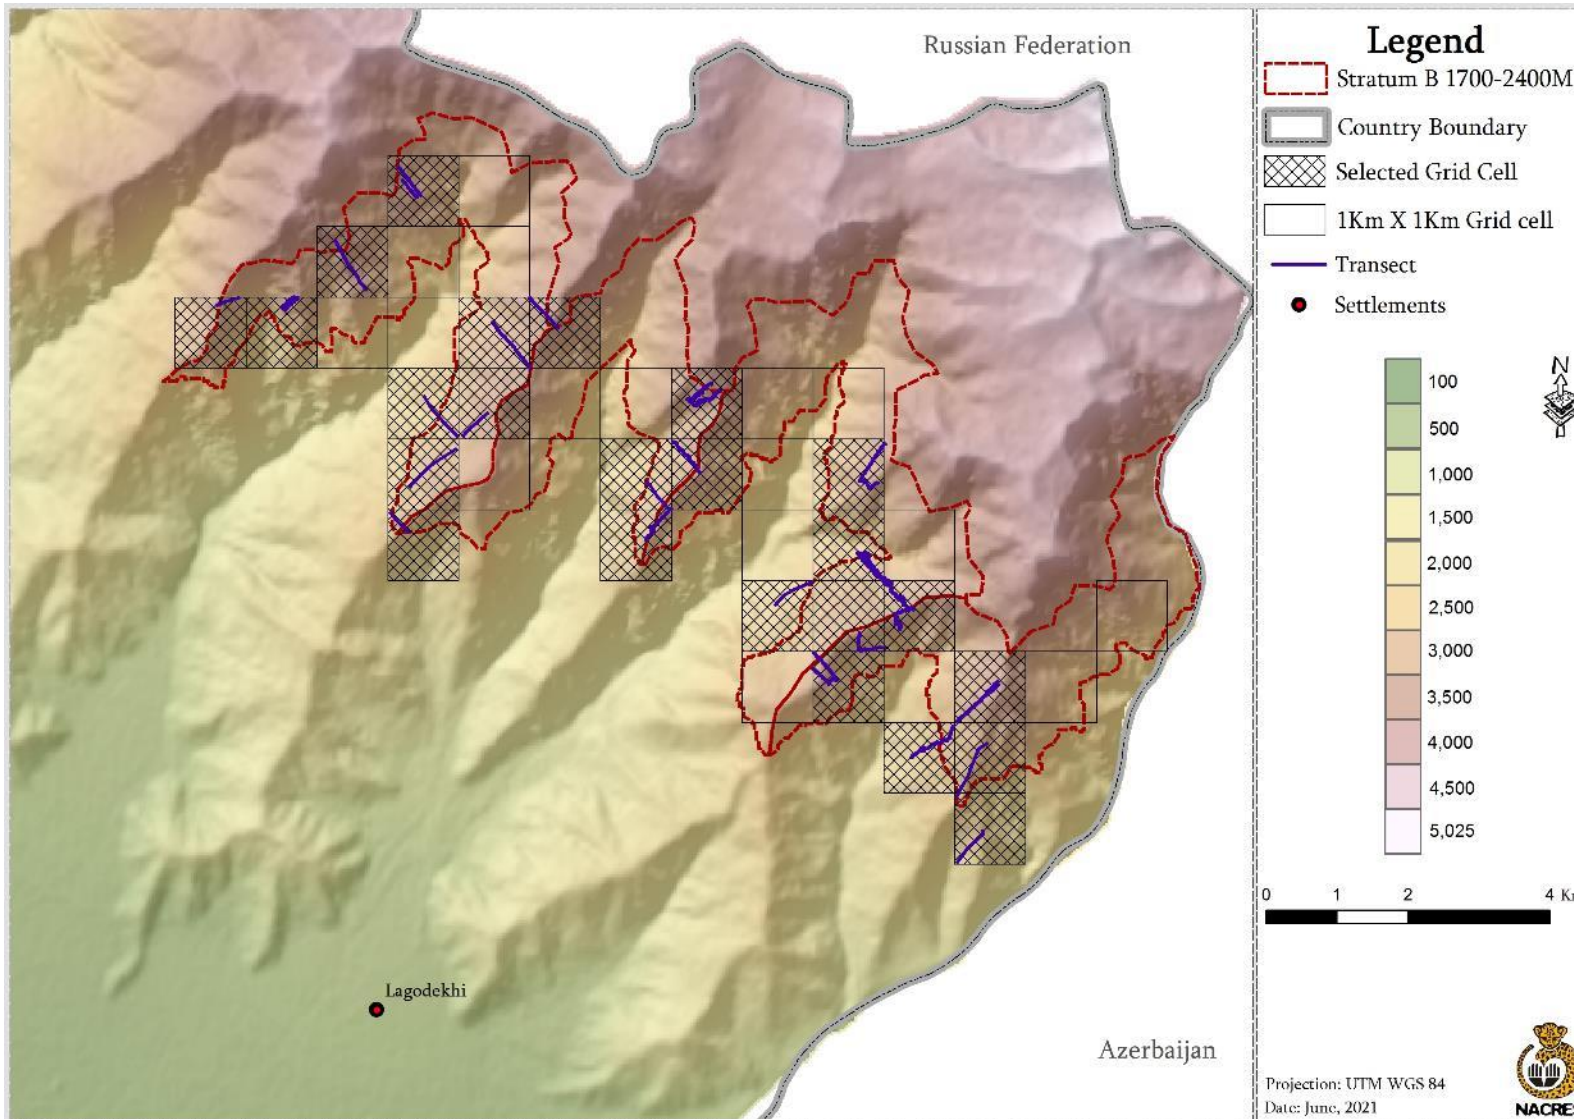 Russian Federation
Lagodekhi
Azerbaijan
Legend
Stratum B 1700-2400M
Country Boundary
Selected Grid Cell
1Km X 1Km Grid cell
Transect
Settlements
N
100
500
1,000
1,500
2,000
2,500
3,000
3,500
4,000
4,500
5,025
0 1 2 4 K
Projection: UTM WGS 84
Date: June, 2021
NACRES